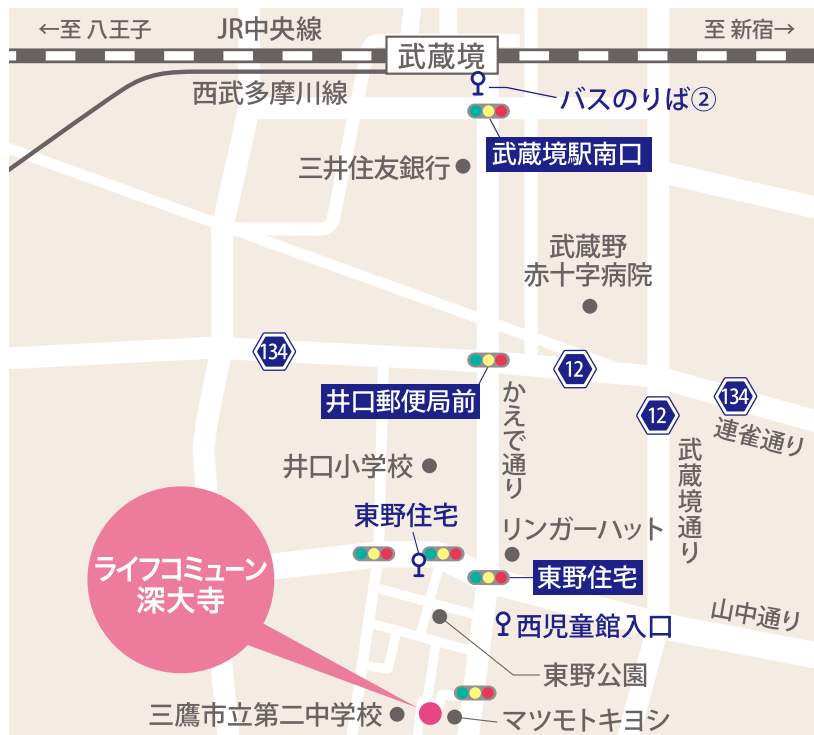 ←至 八王子
JR中央線
武蔵境
至 新宿→
西武多摩川線
バスのりば②
武蔵境駅南口
三井住友銀行
武蔵野
赤十字病院
134
12
134
12
井口郵便局前
かえで通り
連雀通り
武蔵境通り
井口小学校
東野住宅
リンガーハット
ライフコミューン
深大寺
東野住宅
山中通り
西児童館入口
東野公園
三鷹市立第二中学校
マツモトキヨシ